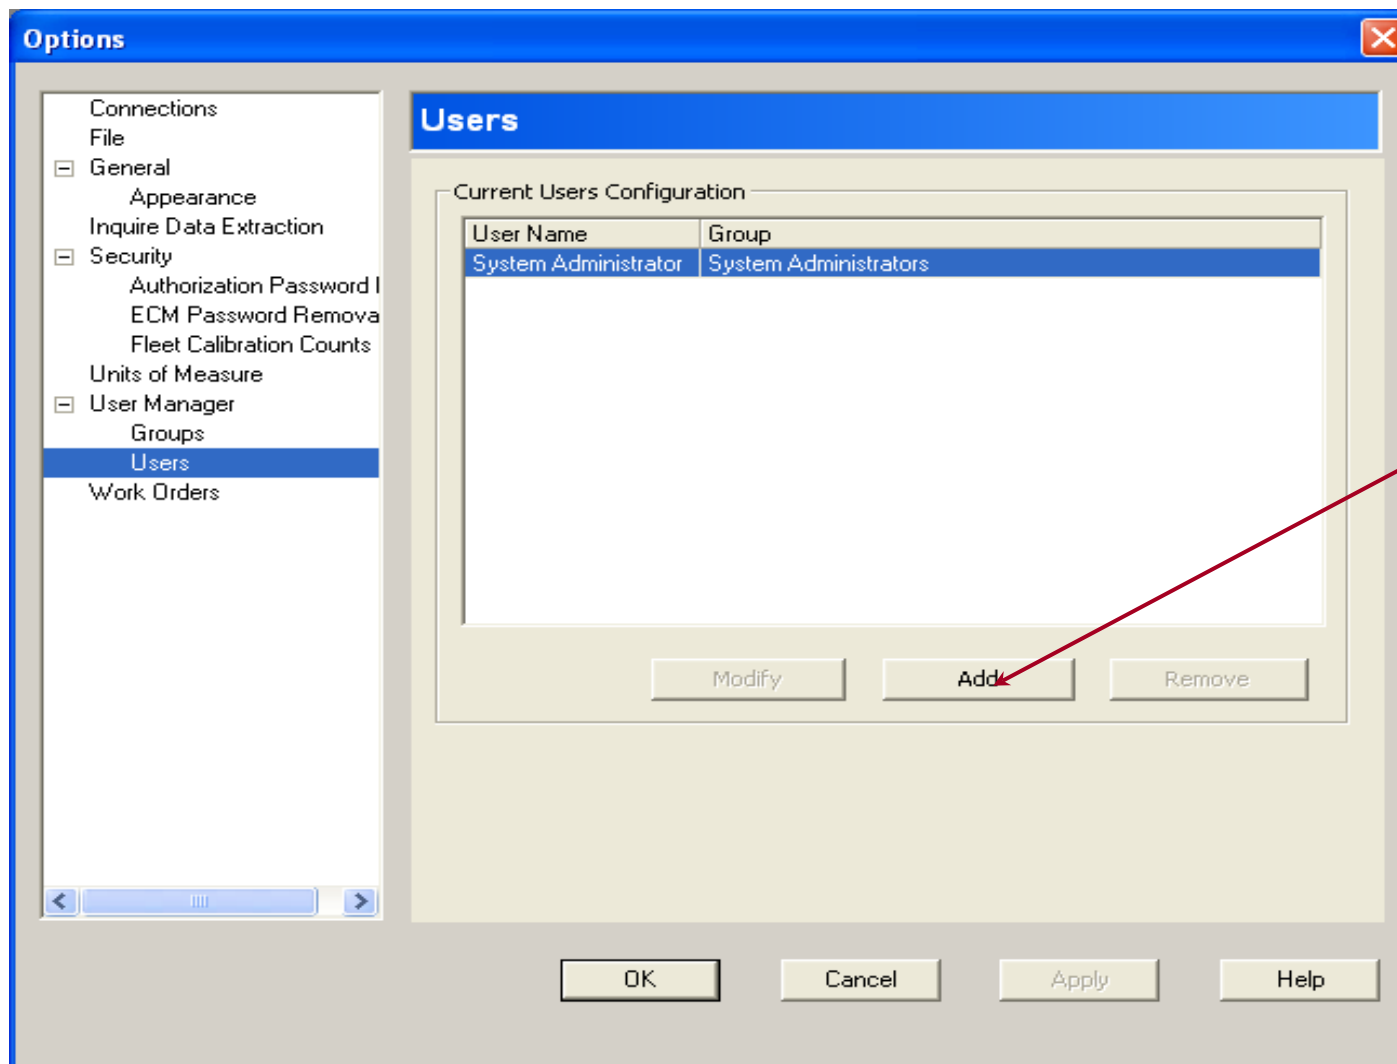 Options
Connections
File
General
Appearance
Inquire Data Extraction
Security
Authorization Password I
ECM Password Remova
Fleet Calibration Counts
Units of Measure
User Manager
Groups
Users
Work Orders
Users
Current Users Configuration
User Name Group
System Administrator System Administrators
Modify Add Remove
OK Cancel Apply Help